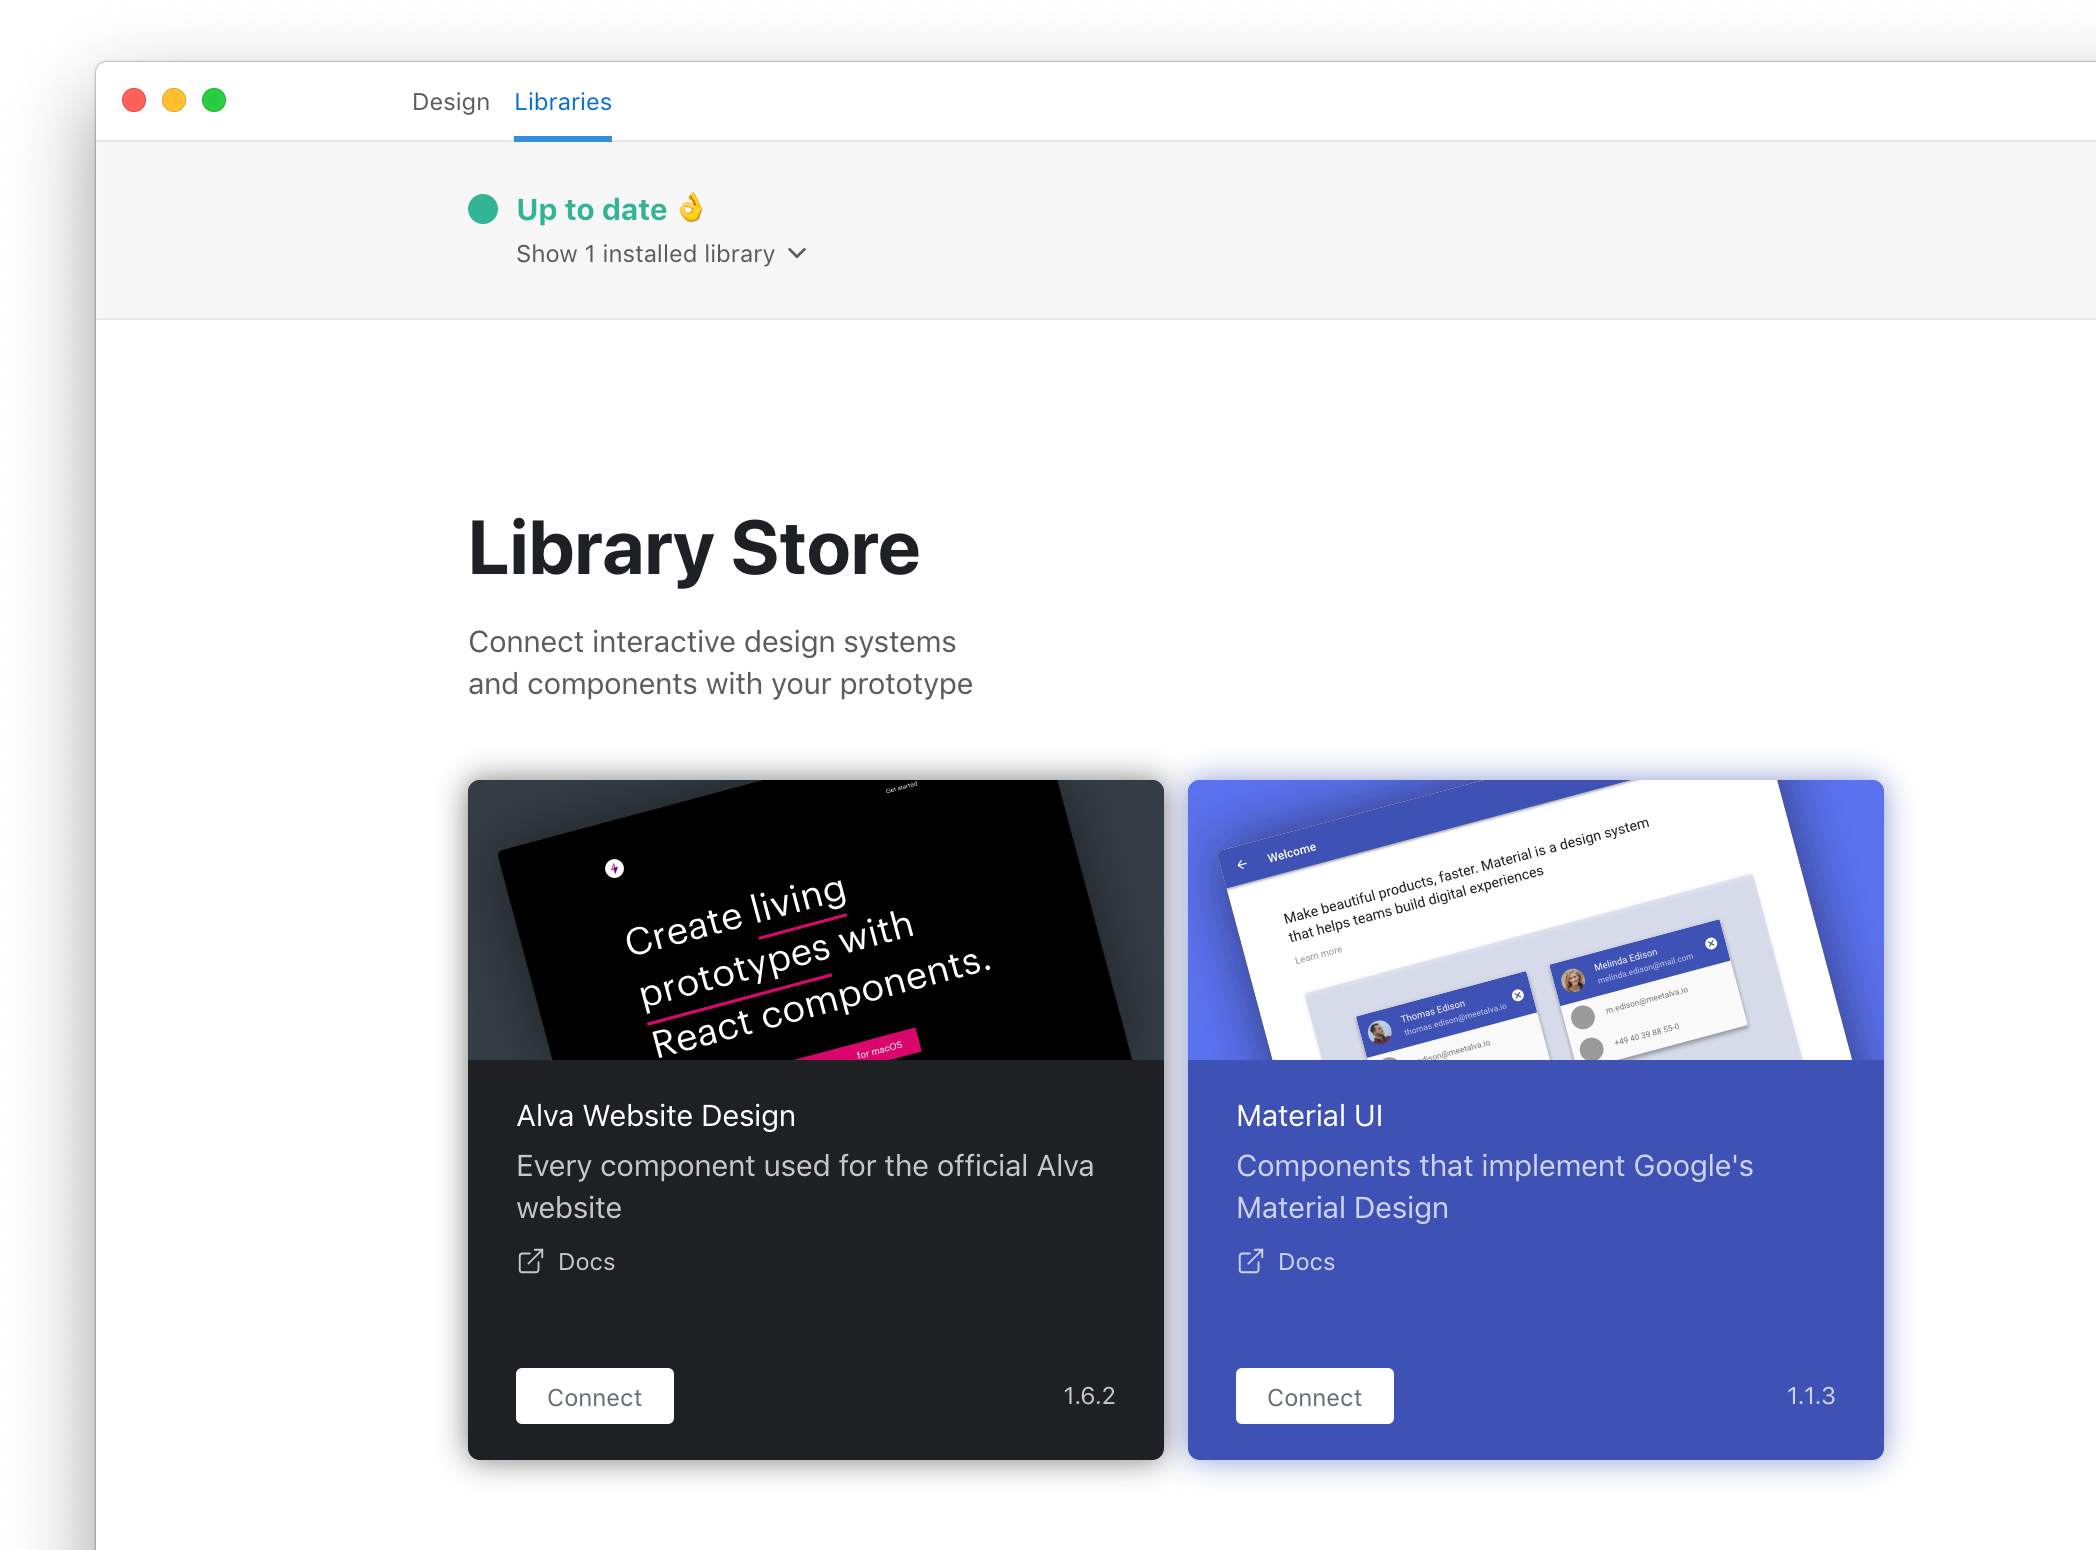 Design Libraries
Up to date 👌
Show 1 installed library
Library Store
Connect interactive design systems
and components with your prototype
Get started
Create living
prototypes with
React components.
for macOS
Alva Website Design
Every component used for the official Alva
website
Docs
Connect
1.6.2
Welcome
Make beautiful products, faster. Material is a design system
that helps teams build digital experiences
Learn more
Thomas Edison
thomas.edison@meetalva.io
edison@meetalva.io
Melinda Edison
melinda.edison@mail.com
m.edison@meetalva.io
+49 40 39 88 55-0
Material UI
Components that implement Google's
Material Design
Docs
Connect
1.1.3